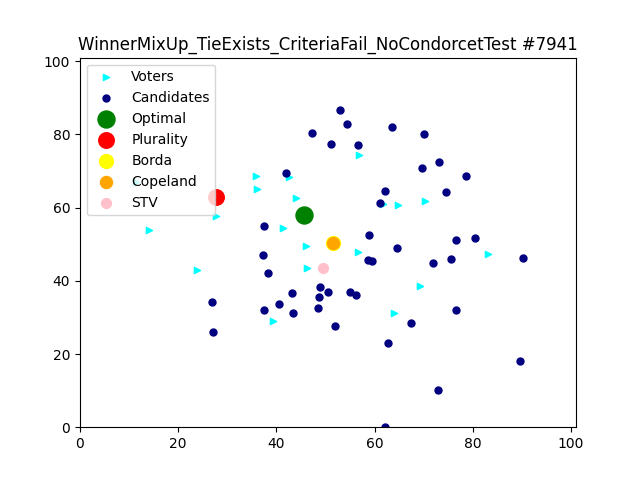 WinnerMixUp_TieExists_CriteriaFail_NoCondorcetTest #7941
100
80
60
40
20
0
0 20 40 60 80 100
Voters
Candidates
Optimal
Plurality
Borda
Copeland
STV